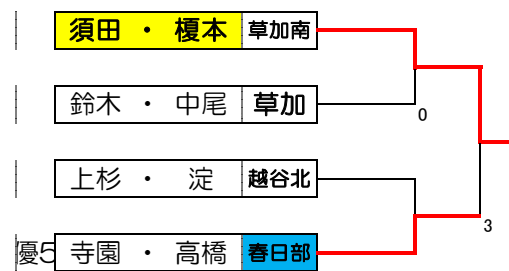 須田 ・ 榎本 草加南
鈴木 ・ 中尾 草加
0
上杉 ・ 淀 越谷北
3
優5 寺園 ・ 高橋 春日部